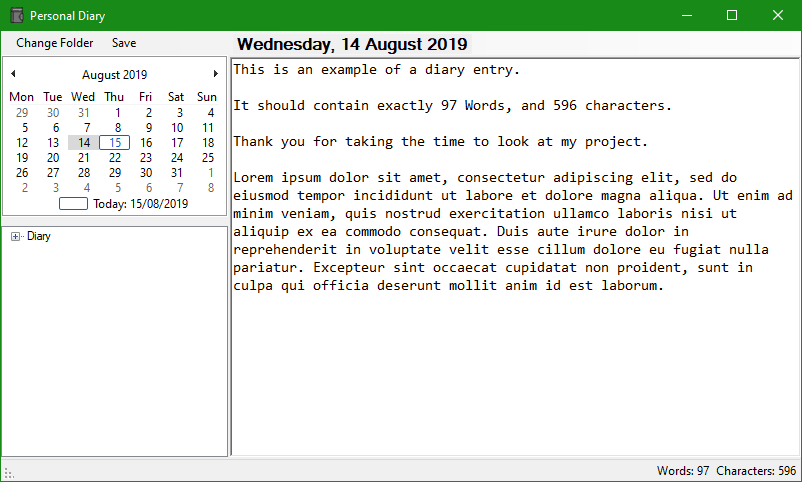 Personal Diary
Change Folder Save
Wednesday, 14 August 2019
August 2019
Mon Tue Wed Thu Fri Sat Sun
29 30 31 1 2 3 4
5 6 7 8 9 10 11
12 13 14 15 16 17 18
19 20 21 22 23 24 25
26 27 28 29 30 31 1
2 3 4 5 6 7 8
Today: 15/08/2019
Diary
This is an example of a diary entry.
It should contain exactly 97 Words, and 596 characters.
Thank you for taking the time to look at my project.
Lorem ipsum dolor sit amet, consectetur adipiscing elit, sed do
eiusmod tempor incididunt ut labore et dolore magna aliqua. Ut enim ad
minim veniam, quis nostrud exercitation ullamco laboris nisi ut
aliquip ex ea commodo consequat. Duis aute irure dolor in
reprehenderit in voluptate velit esse cillum dolore eu fugiat nulla
pariatur. Excepteur sint occaecat cupidatat non proident, sunt in
culpa qui officia deserunt mollit anim id est laborum.
Words: 97 Characters: 596